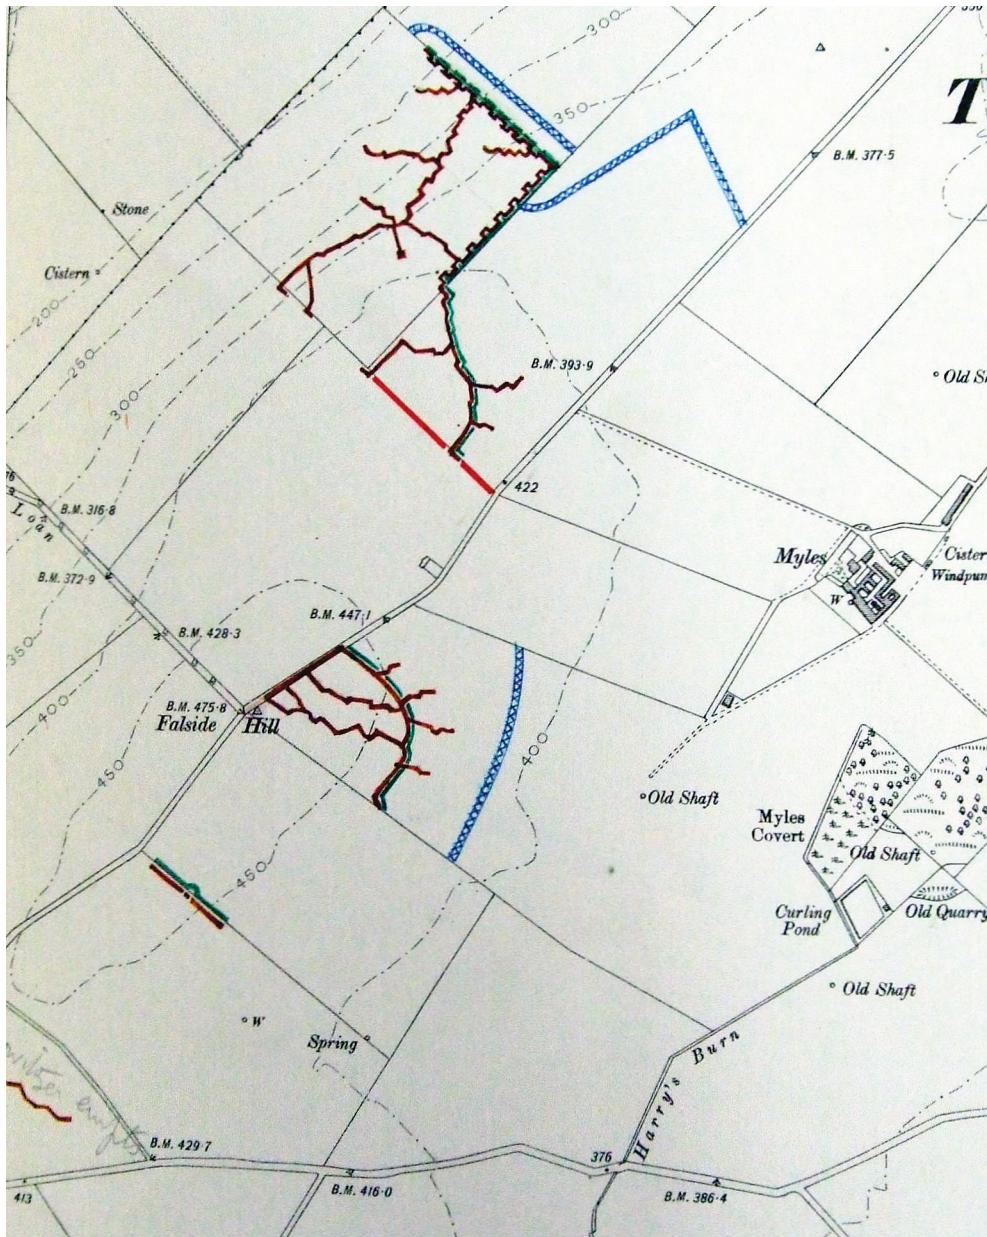 350
300
T
350
B.M. 377·5
Stone
Cistern
200
250
B.M. 393·9
Old Sh
300
422
76
B.M. 316·8
Loan
Myles
Cister
Windpum
B.M. 372·9
W
B.M. 447·1
B.M. 428·3
350
B.M. 475·8
400
Falside Hill
400
450
Old Shaft
Myles
Covert
Old Shaft
450
Curling
Pond
Old Quarry
Old Shaft
W
Spring
Harry's Burn
B.M. 429·7
376
B.M. 416·0
B.M. 386·4
413